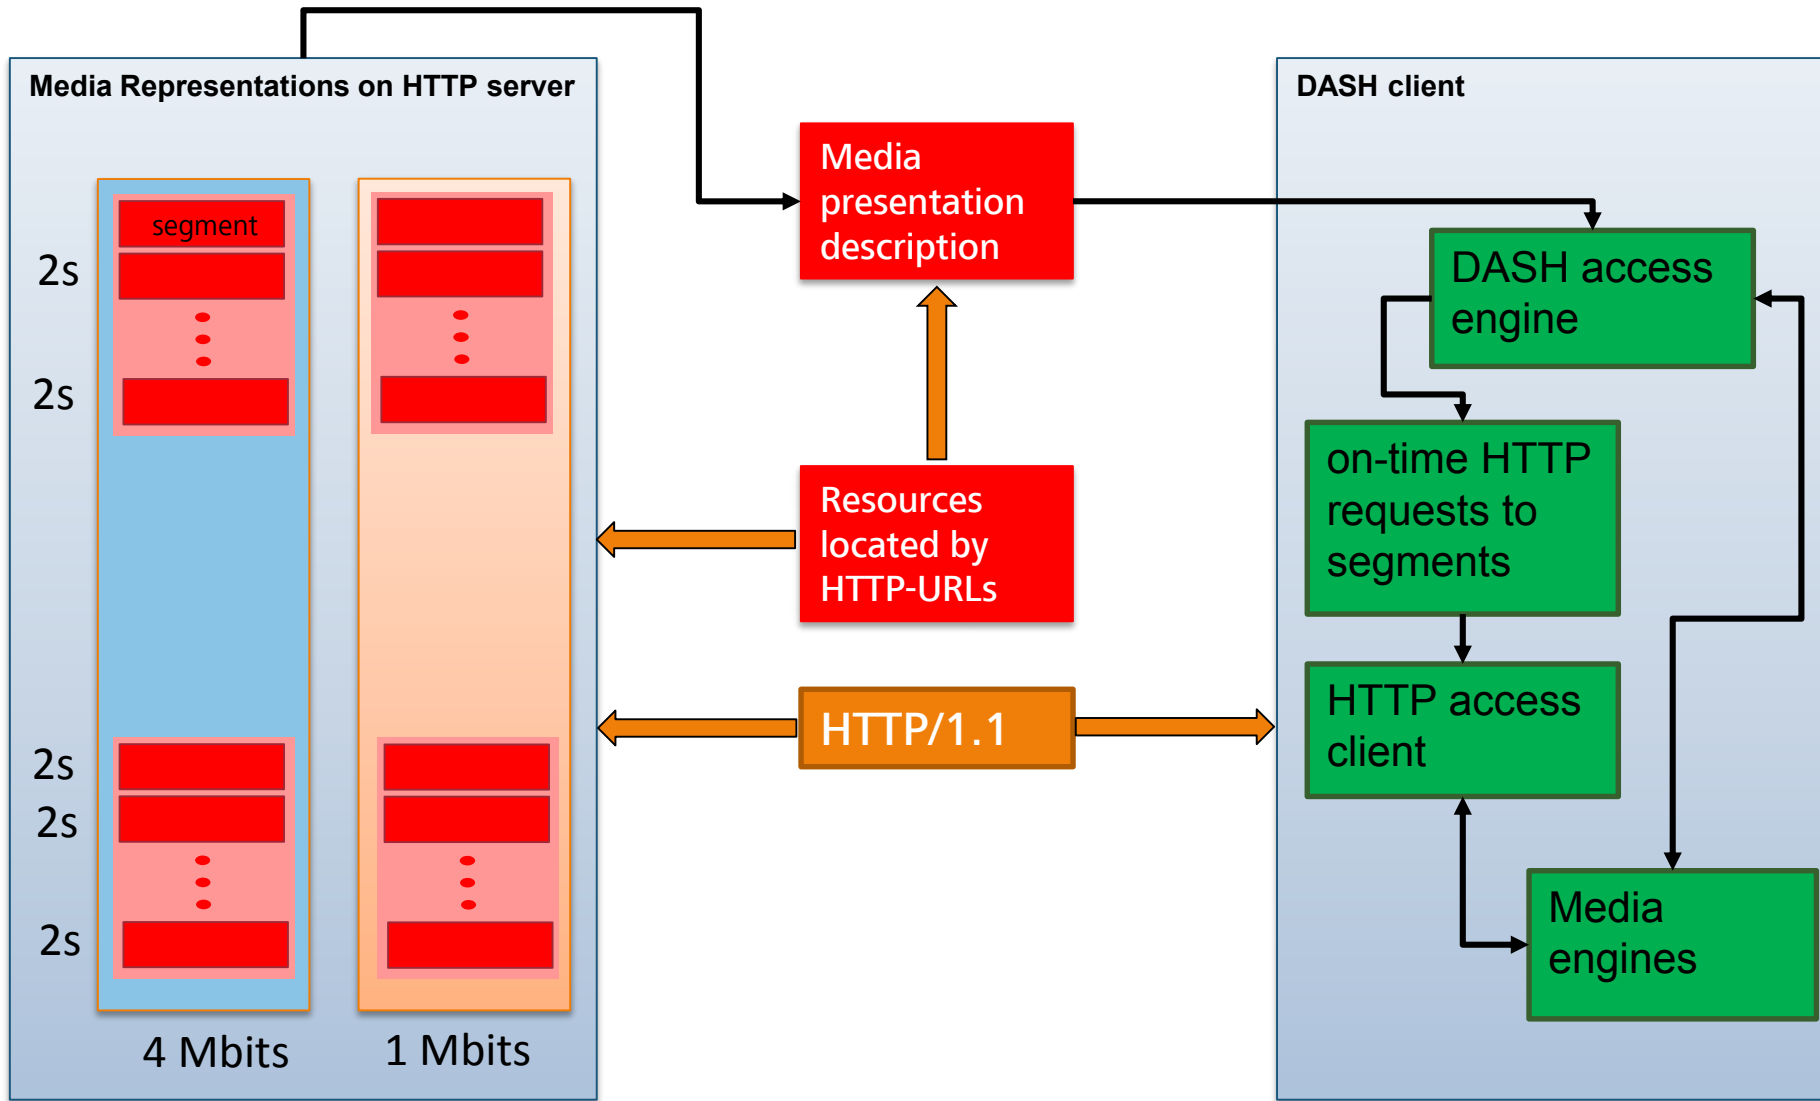 Media Representations on HTTP server
segment
2s
2s
2s
2s
2s
4 Mbits
1 Mbits
Media
presentation
description
Resources
located by
HTTP-URLs
HTTP/1.1
DASH client
DASH access
engine
on-time HTTP
requests to
segments
HTTP access
client
Media
engines